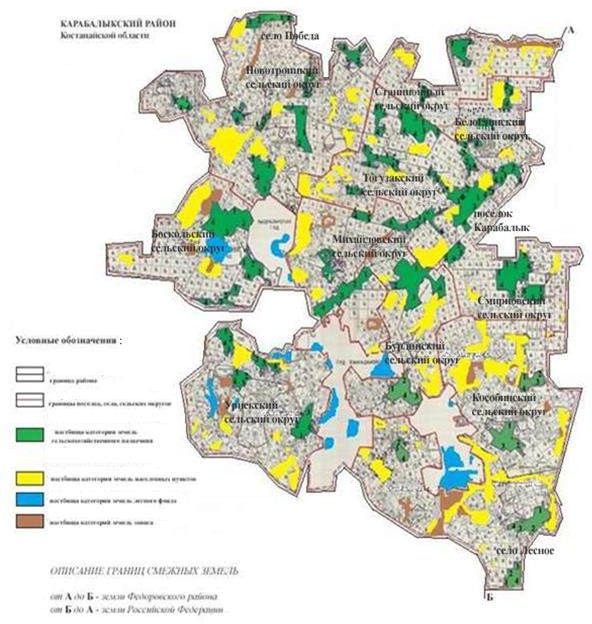 КАРАБАЛЫКСКИЙ РАЙОН
Костанайской области
А
село Победа
Новотроицкий
сельский округ
Станционный
сельский округ
Белоглинский
сельский округ
Тогузакский
сельский округ
поселок
Карабалык
Боскольский
сельский округ
Михайловский
сельский округ
Смирновский
сельский округ
Бурлинский
сельский округ
Урнекский
сельский округ
Кособинский
сельский округ
село Лесное
Б
Условные обозначения :
граница района
границы поселка, села, сельских округов
пастбища категории земель
сельскохозяйственного назначения
пастбища категории земель населенных пунктов
пастбища категории земель лесного фонда
пастбища категорий земель запаса
ОПИСАНИЕ ГРАНИЦ СМЕЖНЫХ ЗЕМЕЛЬ
от А до Б - земли Федоровского района
от Б до А - земли Российской Федерации